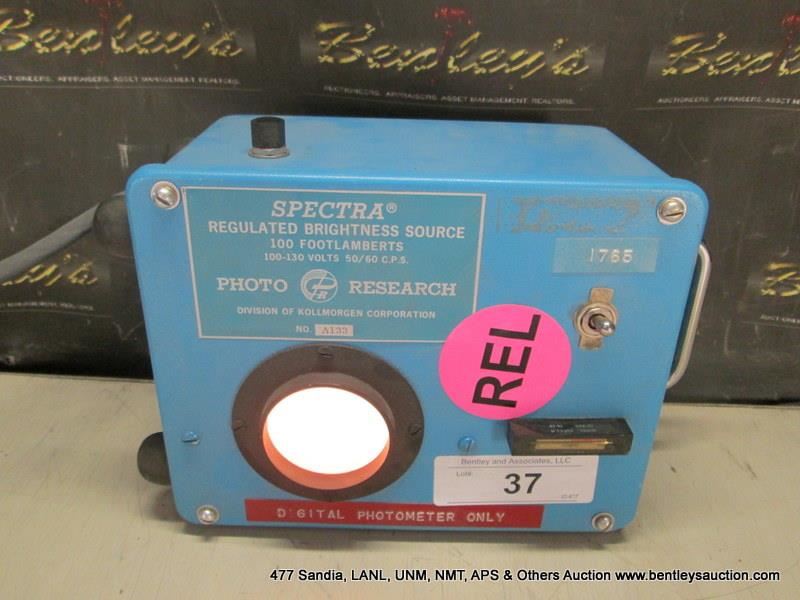 Bentley's
Bentley's
Bentley's
AUCTIONEERS. APPRAISERS. ASSET MANAGEMENT. REALTORS.
AUCTIONEERS. APPRAISERS. ASSET MANAGEMENT. REALTORS.
SPECTRA®
REGULATED BRIGHTNESS SOURCE
100 FOOTLAMBERTS
100-130 VOLTS 50/60 C.P.S.
PHOTO PR RESEARCH
DIVISION OF KOLLMORGEN CORPORATION
NO. A133
1765
REL
Bentley and Associates, LLC
Lot#:
37
D:GITAL PHOTOMETER ONLY
477 Sandia, LANL, UNM, NMT, APS & Others Auction www.bentleysauction.com